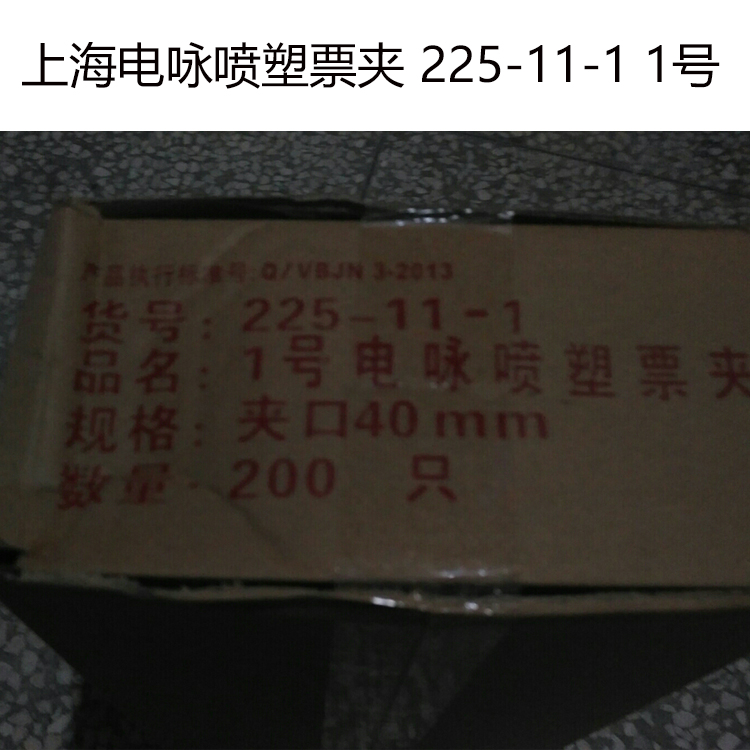 上海电咏喷塑票夹 225-11-1 1号
产品执行标准号:Q/VBJN 3-2013
货号：225-11-1
品名：1号电咏喷塑票夹
规格：夹口40mm
数量：200 只